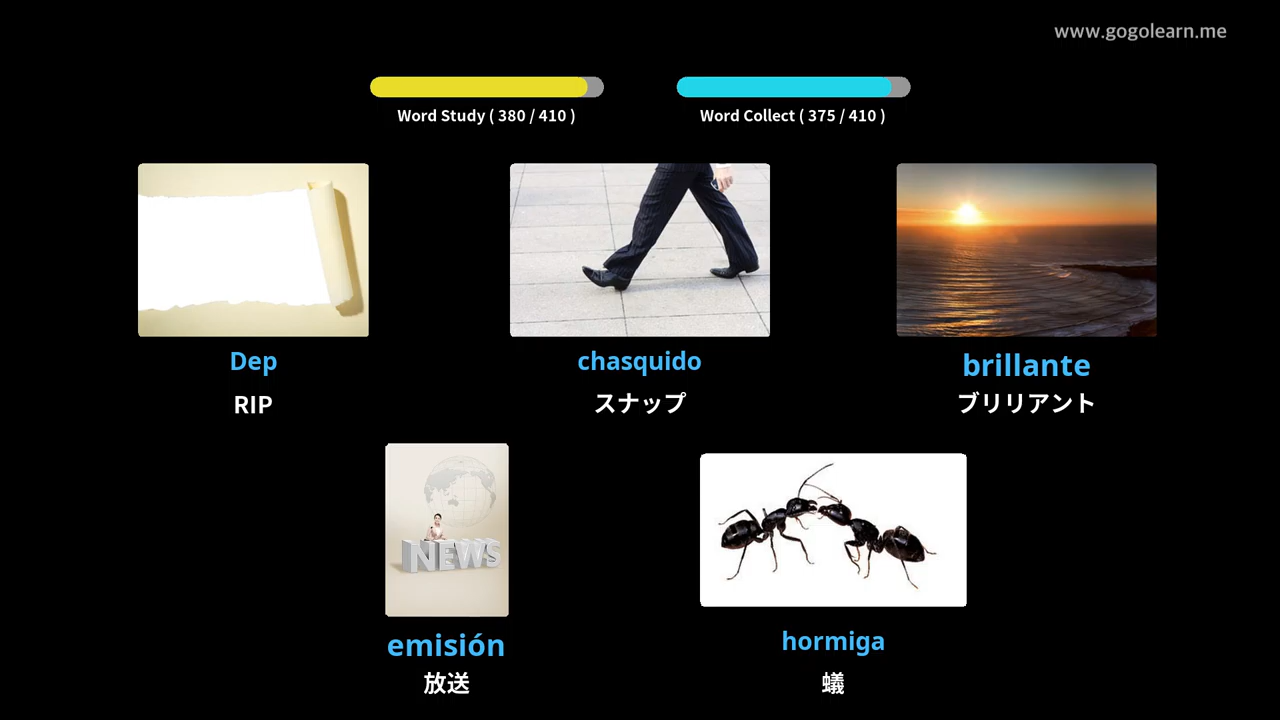 www.gogolearn.me
Word Study ( 380 / 410 )
Word Collect ( 375 / 410 )
Dep
RIP
chasquido
スナップ
brillante
ブリリアント
NEWS
emisión
放送
hormiga
蟻